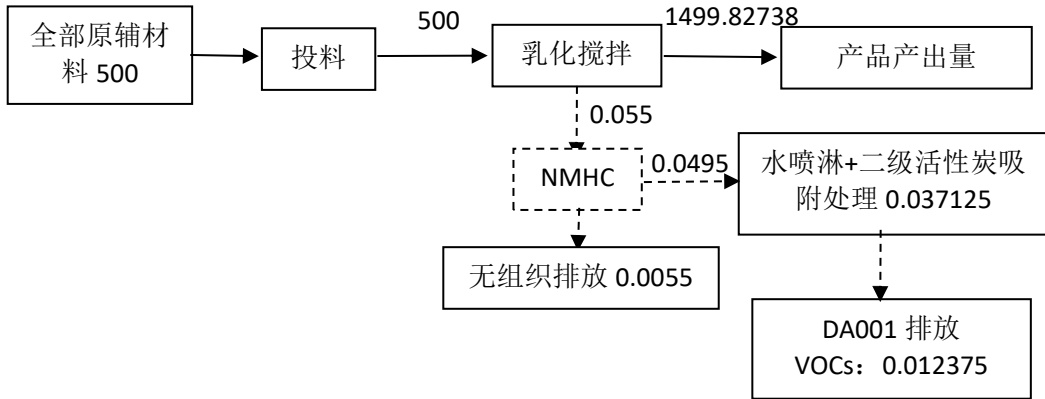 全部原辅材
料 500
投料
500
乳化搅拌
1499.82738
产品产出量
0.055
NMHC
0.0495
水喷淋+二级活性炭吸
附处理 0.037125
无组织排放 0.0055
DA001 排放
VOCs：0.012375